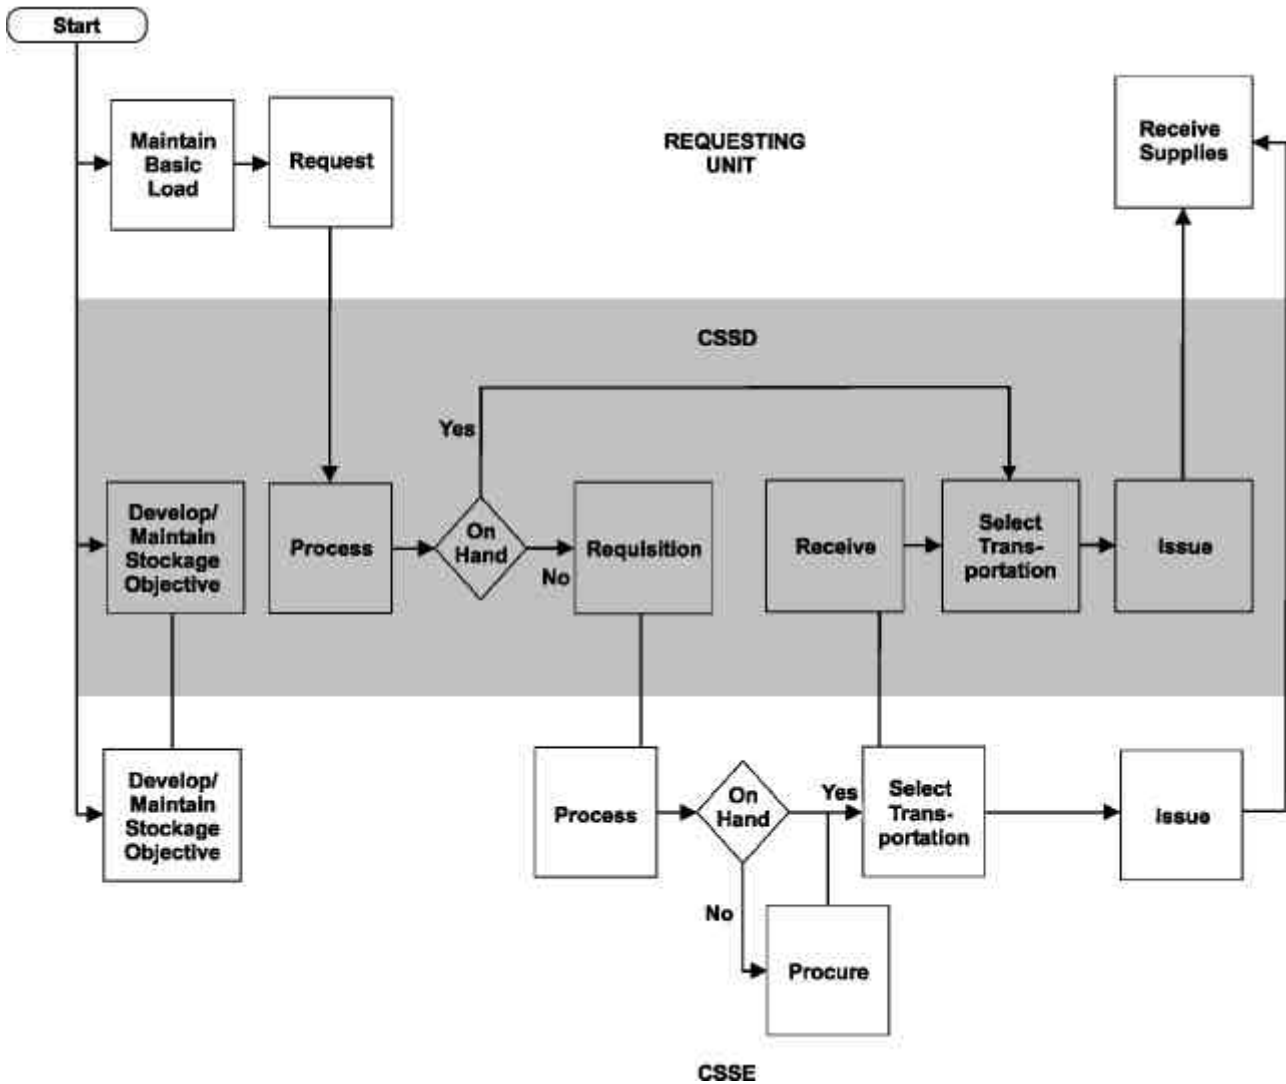 Start
Maintain
Basic
Load
Request
REQUESTING
UNIT
Receive
Supplies
CSSD
Yes
Develop/
Maintain
Stockage
Objective
Process
On
Hand
No
Requisition
Receive
Select
Trans-
portation
Issue
Develop/
Maintain
Stockage
Objective
Process
On
Hand
Yes
Select
Trans-
portation
Issue
No
Procure
CSSE